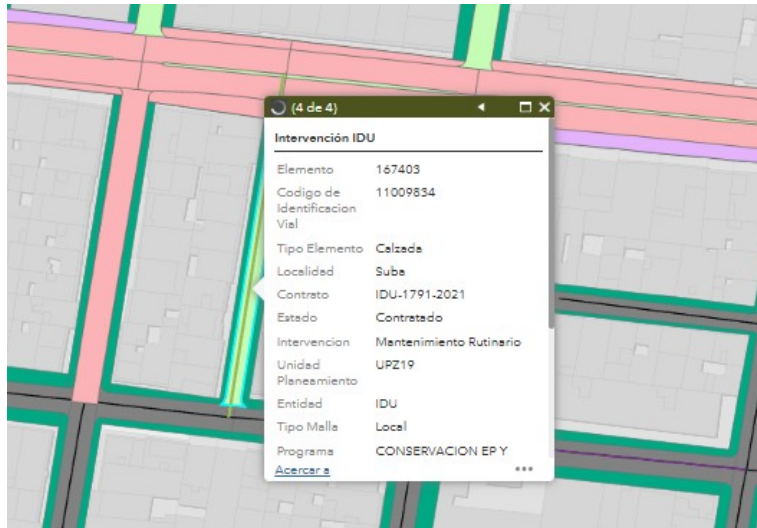 (4 de 4)
Intervención IDU
Elemento 167403
Codigo de 11009834
Identificacion
Vial
Tipo Elemento Calzada
Localidad Suba
Contrato IDU-1791-2021
Estado Contratado
Intervencion Mantenimiento Rutinario
Unidad UPZ19
Planeamiento
Entidad IDU
Tipo Malla Local
Programa CONSERVACION EP Y
Acercar a